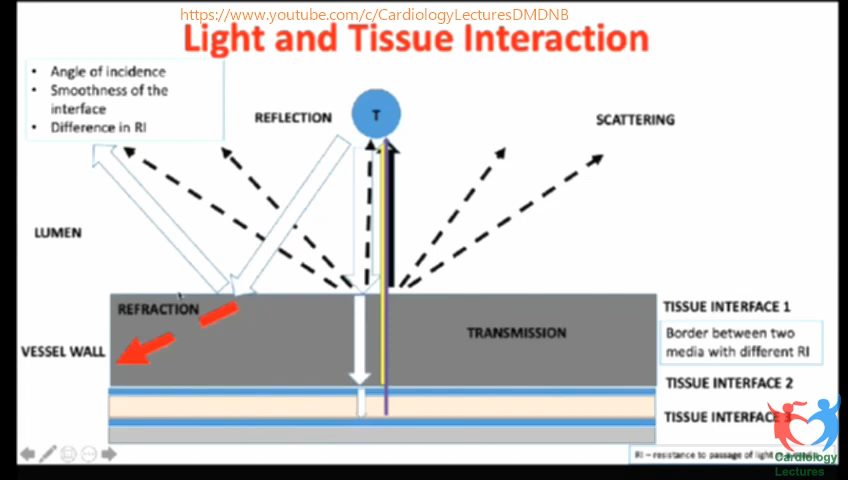 https://www.youtube.com/c/CardiologyLecturesDMDNB
Light and Tissue Interaction
• Angle of incidence
• Smoothness of the
interface
• Difference in RI
REFLECTION
T
SCATTERING
LUMEN
REFRACTION
TISSUE INTERFACE 1
TRANSMISSION
Border between two
media with different RI
VESSEL WALL
TISSUE INTERFACE 2
TISSUE INTERFACE 3
RI – resistance to passage of light
Cardiology
Lectures